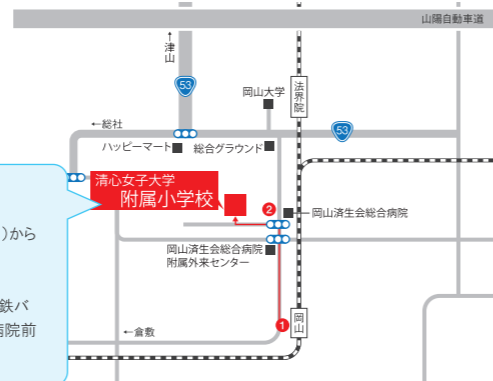 山陽自動車道
↑
津山
53
岡山大学
法界院
53
←総社
ハッピーマート
総合グラウンド
清心女子大学
附属小学校
2
岡山済生会総合病院
)から
岡山済生会総合病院
附属外来センター
鉄バ
病院前
←倉敷
1
岡山